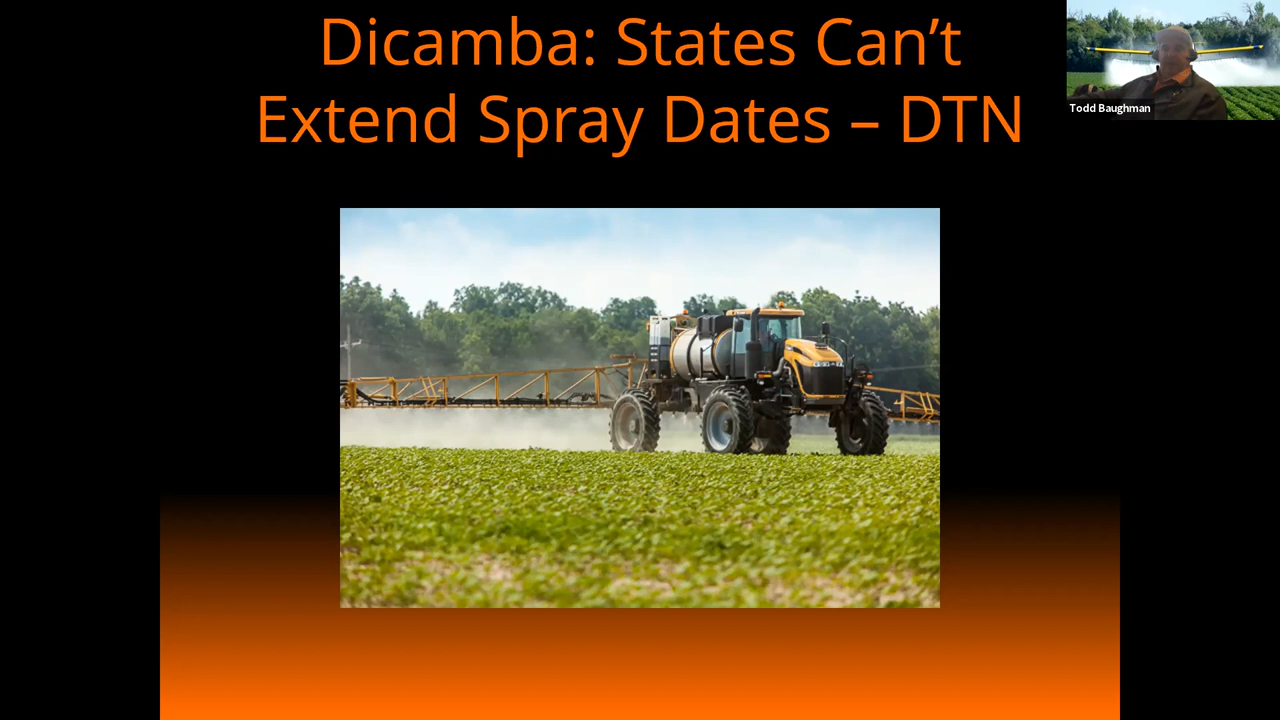 Dicamba: States Can’t
Extend Spray Dates – DTN
Todd Baughman